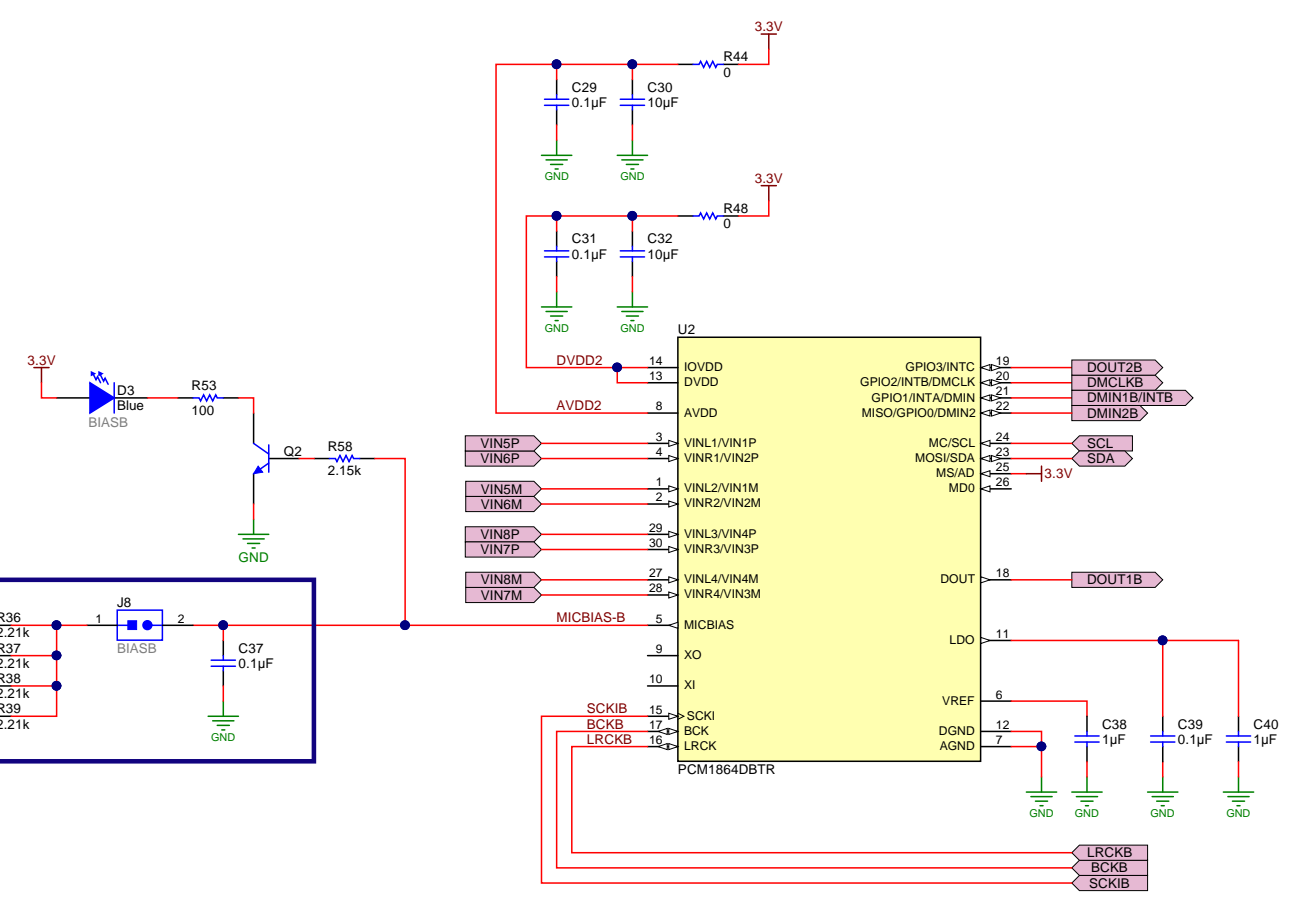 3.3V
R44
0
C29
0.1µF
C30
10µF
GND
GND
3.3V
R48
0
C31
0.1µF
C32
10µF
GND
GND
U2
3.3V
D3
Blue
BIASB
R53
100
Q2
R58
2.15k
GND
DVDD2
14 IOVDD
13 DVDD
AVDD2
8 AVDD
VIN5P 3 VINL1/VIN1P
VIN6P 4 VINR1/VIN2P
VIN5M 1 VINL2/VIN1M
VIN6M 2 VINR2/VIN2M
VIN8P 29 VINL3/VIN4P
VIN7P 30 VINR3/VIN3P
VIN8M 27 VINL4/VIN4M
VIN7M 28 VINR4/VIN3M
MICBIAS-B 5 MICBIAS
9 XO
10 XI
SCKIB 15 SCKI
BCKB 17 BCK
LRCKB 16 LRCK
PCM1864DBTR
GPIO3/INTC 19 DOUT2B
GPIO2/INTB/DMCLK 20 DMCLKB
GPIO1/INTA/DMIN 21 DMIN1B/INTB
MISO/GPIO0/DMIN2 22 DMIN2B
MC/SCL 24 SCL
MOSI/SDA 23 SDA
MS/AD 25 3.3V
MD0 26
DOUT 18 DOUT1B
LDO 11
VREF 6
DGND 12
AGND 7
C38
1µF
C39
0.1µF
C40
1µF
GND
GND
GND
GND
J8
1 2
BIASB
R36
2.21k
R37
2.21k
R38
2.21k
R39
2.21k
C37
0.1µF
GND
LRCKB
BCKB
SCKIB